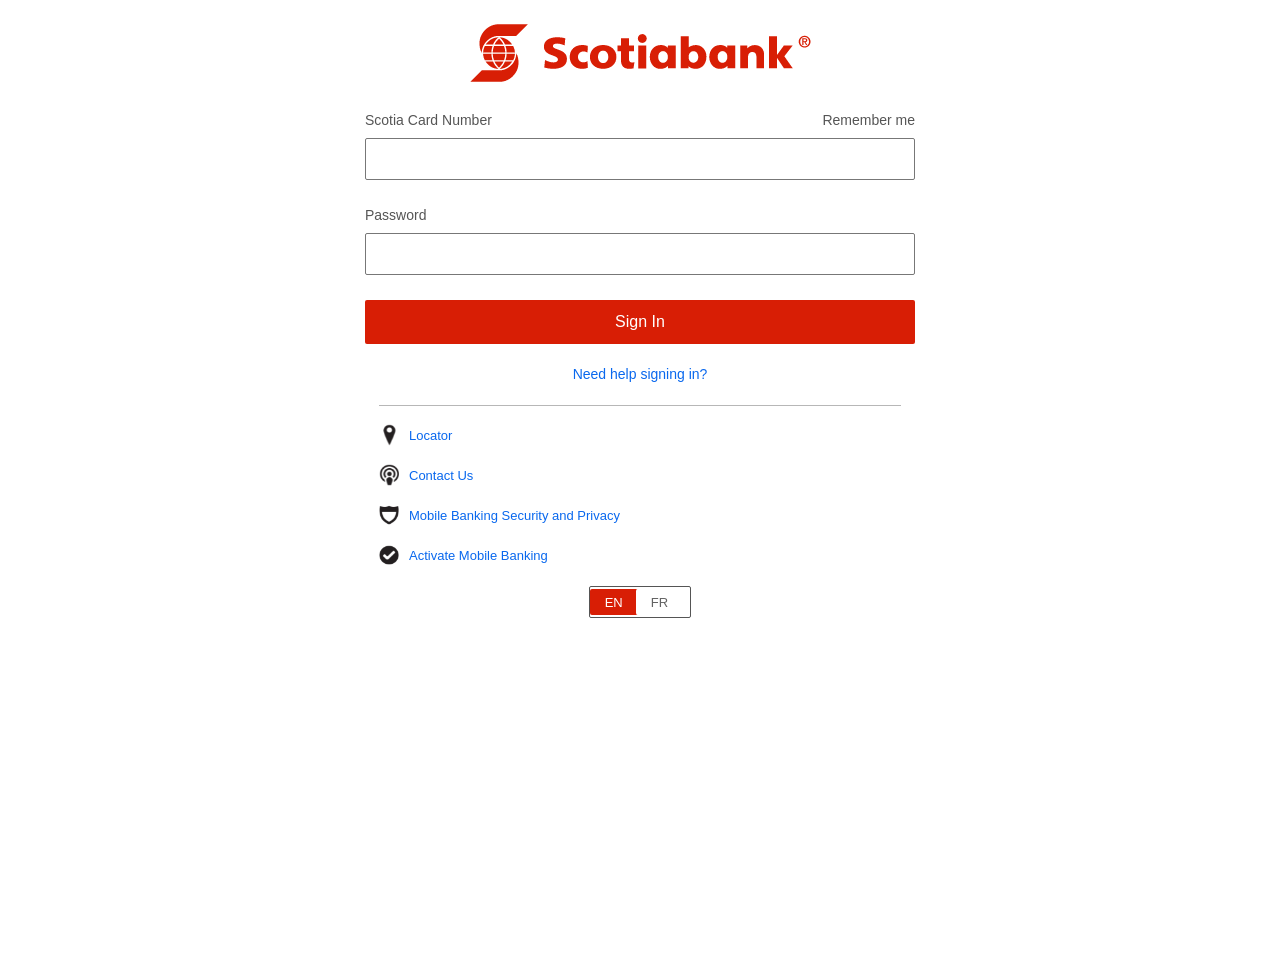 Scotiabank®
Scotia Card Number Remember me
Password
Sign In
Need help signing in?
Locator
Contact Us
Mobile Banking Security and Privacy
Activate Mobile Banking
EN FR